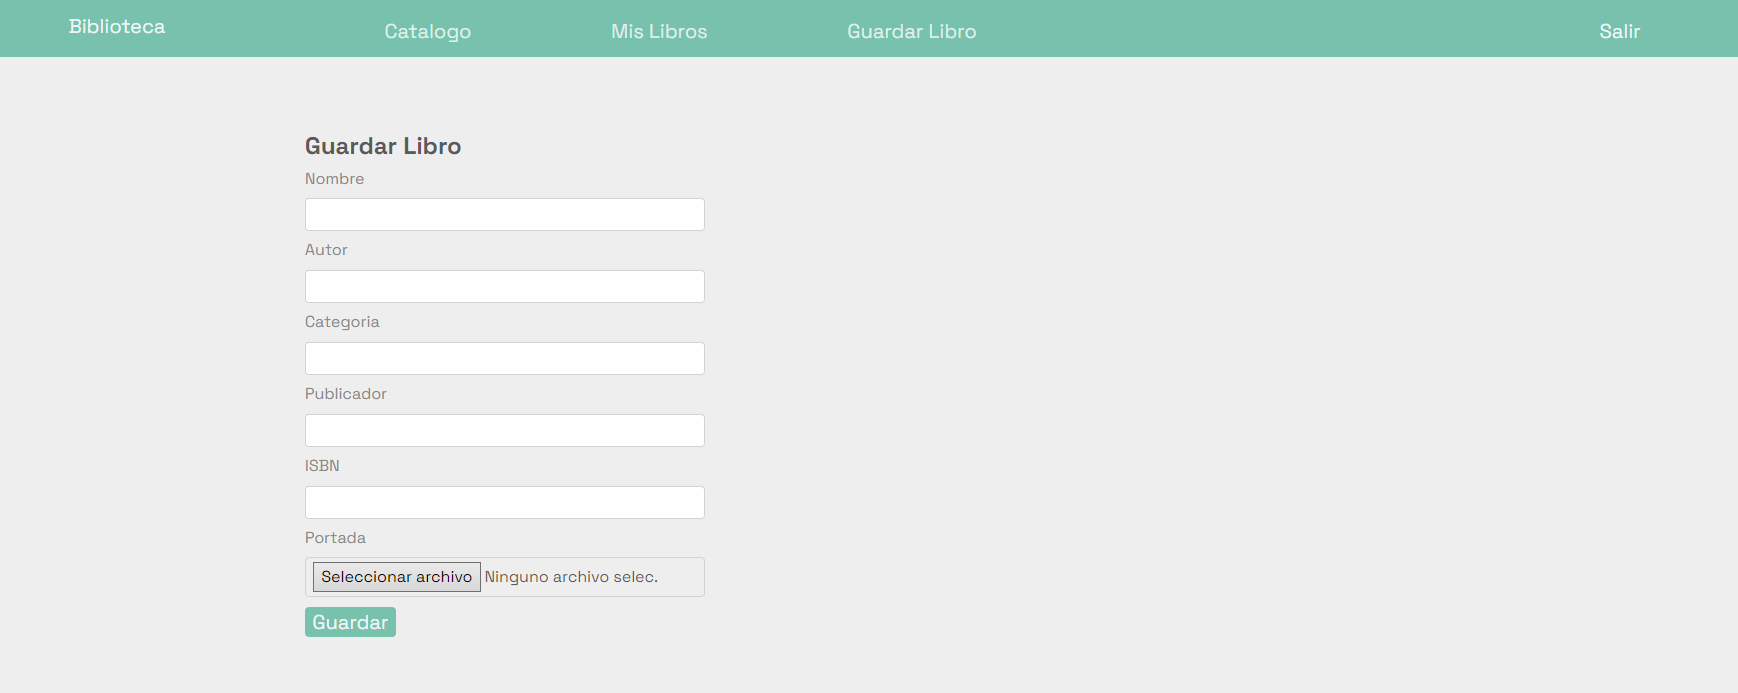 Biblioteca Catalogo Mis Libros Guardar Libro Salir
Guardar Libro
Nombre
Autor
Categoria
Publicador
ISBN
Portada
Seleccionar archivo Ninguno archivo selec.
Guardar